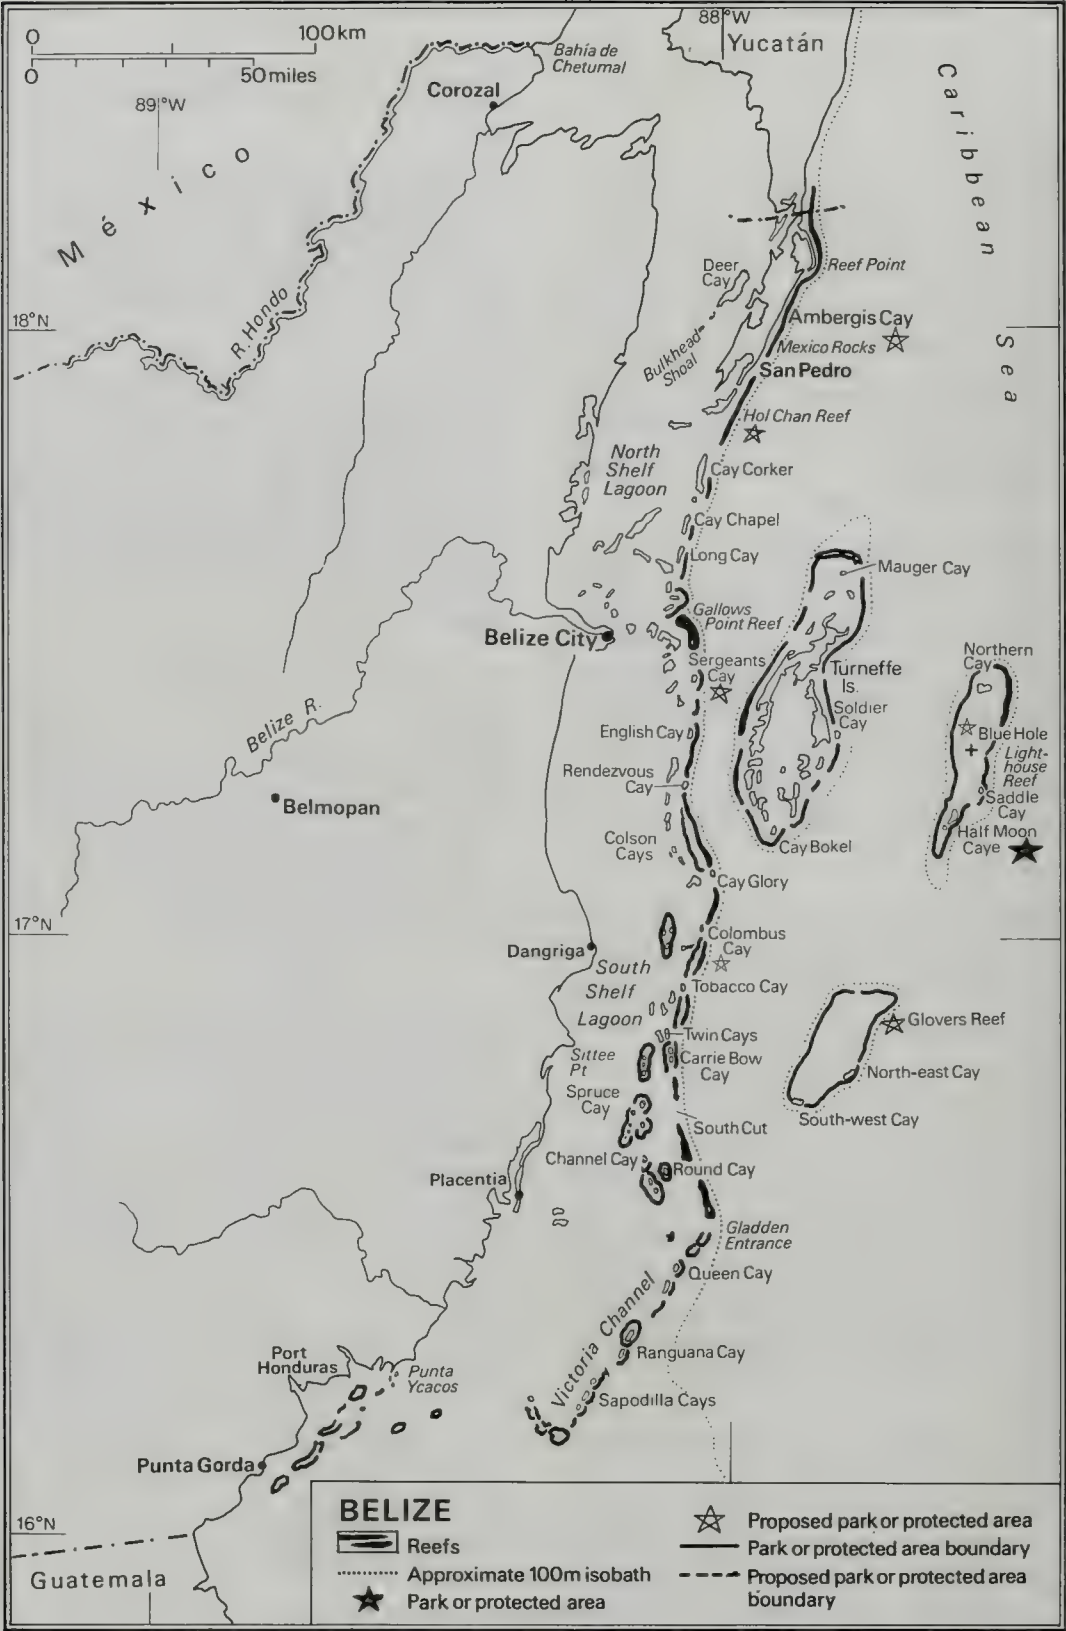 0 100km
0 50miles
88°W
Yucatán
Bahía de
Chetumal
Corozal
89°W
México
Caribbean
Sea
Deer
Cay
Reef Point
18°N
R. Hondo
Ambergis Cay
Mexico Rocks
Bulkhead
Shoal
San Pedro
Hol Chan Reef
North
Shelf
Lagoon
Cay Corker
Cay Chapel
Long Cay
Mauger Cay
Gallows
Point Reef
Belize City
Sergeants
Cay
Turneffe
Is.
Northern
Cay
Soldier
Cay
Belize R.
English Cay
Blue Hole
Light-
house
Reef
Rendezvous
Cay
Saddle
Cay
Belmopan
Colson
Cays
Cay Bokel
Half Moon
Caye
Cay Glory
17°N
Dangriga
Colombus
Cay
South
Shelf
Lagoon
Tobacco Cay
Glovers Reef
Twin Cays
Sittee
Pt
Carrie Bow
Cay
North-east Cay
Spruce
Cay
South Cut
South-west Cay
Channel Cay
Round Cay
Placentia
Gladden
Entrance
Queen Cay
Victoria Channel
Ranguana Cay
Port
Honduras
Punta
Ycacos
Sapodilla Cays
Punta Gorda
16°N
Guatemala
BELIZE
Reefs
Approximate 100m isobath
Park or protected area
Proposed park or protected area
Park or protected area boundary
Proposed park or protected area
boundary